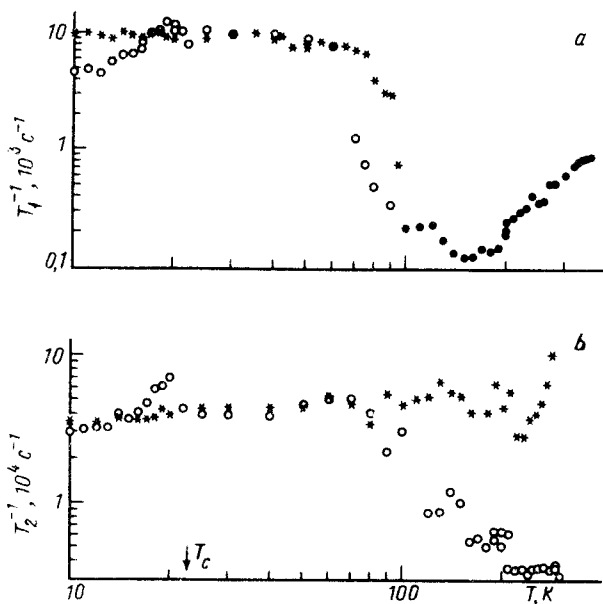 a
T₁⁻¹, 10³ c⁻¹
10
1
0,1
b
T₂⁻¹, 10⁴ c⁻¹
10
1
T_c
10
100
T, K